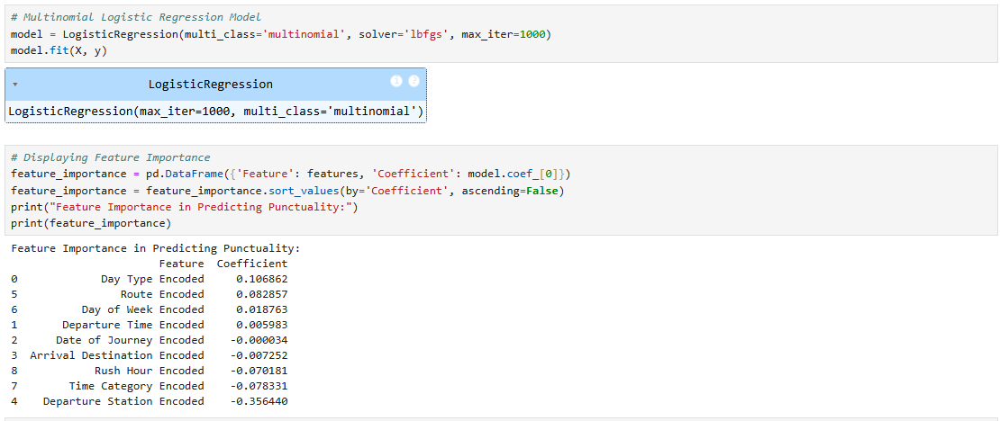 # Multinomial Logistic Regression Model
model = LogisticRegression(multi_class='multinomial', solver='lbfgs', max_iter=1000)
model.fit(X, y)
▾ LogisticRegression i ?
LogisticRegression(max_iter=1000, multi_class='multinomial')
# Displaying Feature Importance
feature_importance = pd.DataFrame({'Feature': features, 'Coefficient': model.coef_[0]})
feature_importance = feature_importance.sort_values(by='Coefficient', ascending=False)
print("Feature Importance in Predicting Punctuality:")
print(feature_importance)
Feature Importance in Predicting Punctuality:
Feature Coefficient
0 Day Type Encoded 0.106862
5 Route Encoded 0.082857
6 Day of Week Encoded 0.018763
1 Departure Time Encoded 0.005983
2 Date of Journey Encoded -0.000034
3 Arrival Destination Encoded -0.007252
8 Rush Hour Encoded -0.070181
7 Time Category Encoded -0.078331
4 Departure Station Encoded -0.356440